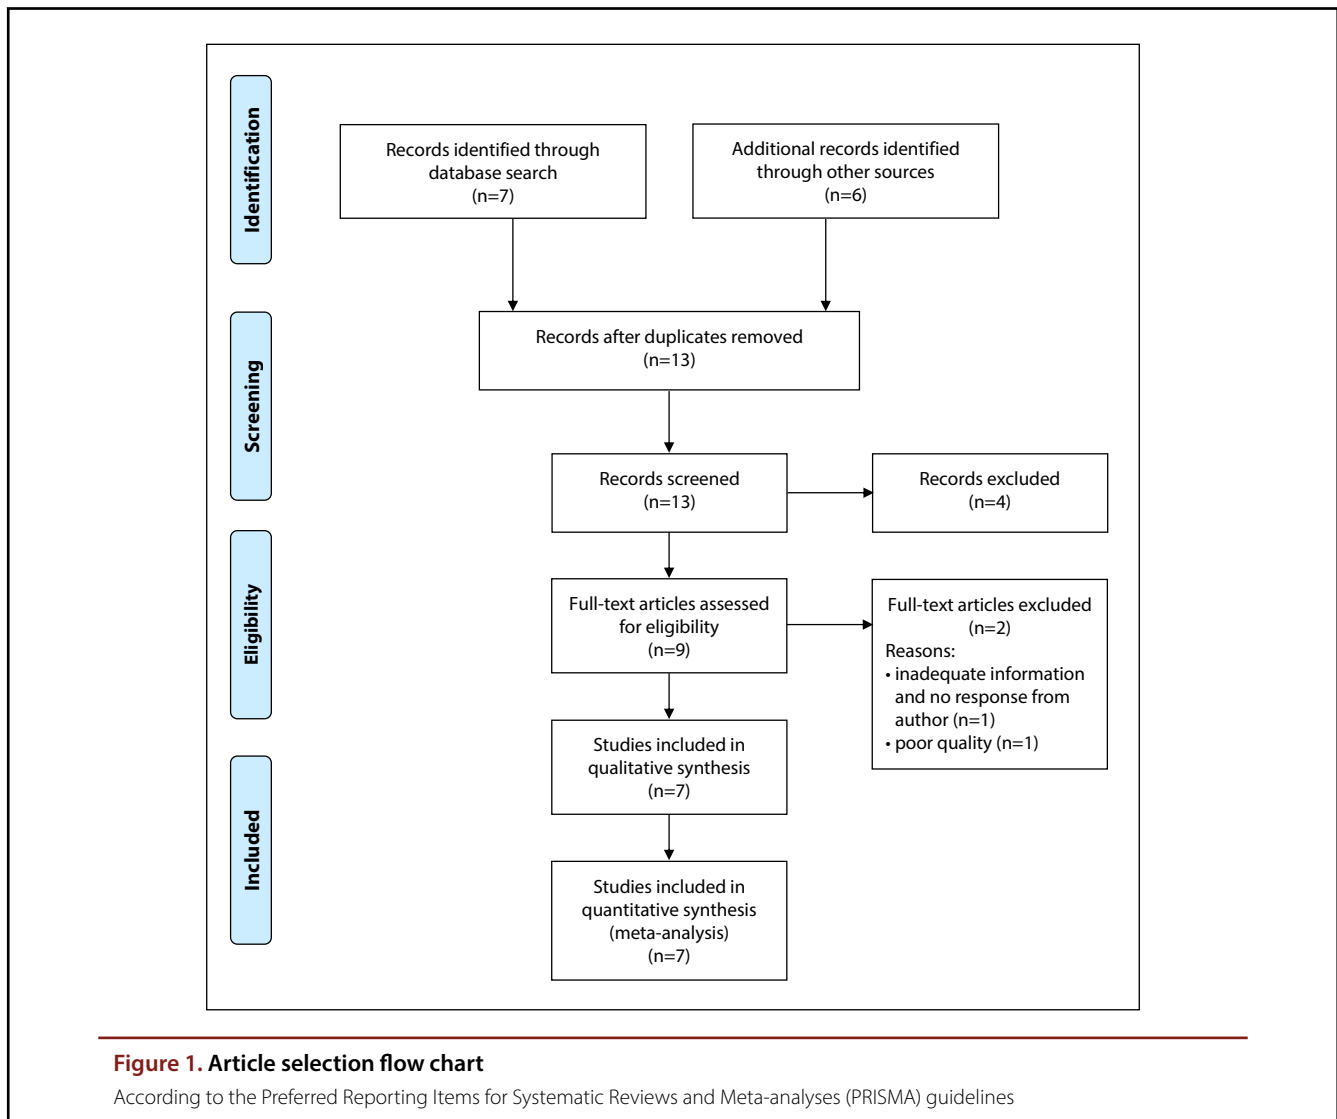 Identification
Records identified through
database search
(n=7)
Additional records identified
through other sources
(n=6)
Screening
Records after duplicates removed
(n=13)
Records screened
(n=13)
Records excluded
(n=4)
Eligibility
Full-text articles assessed
for eligibility
(n=9)
Full-text articles excluded
(n=2)
Reasons:
• inadequate information
and no response from
author (n=1)
• poor quality (n=1)
Included
Studies included in
qualitative synthesis
(n=7)
Studies included in
quantitative synthesis
(meta-analysis)
(n=7)
Figure 1. Article selection flow chart
According to the Preferred Reporting Items for Systematic Reviews and Meta-analyses (PRISMA) guidelines